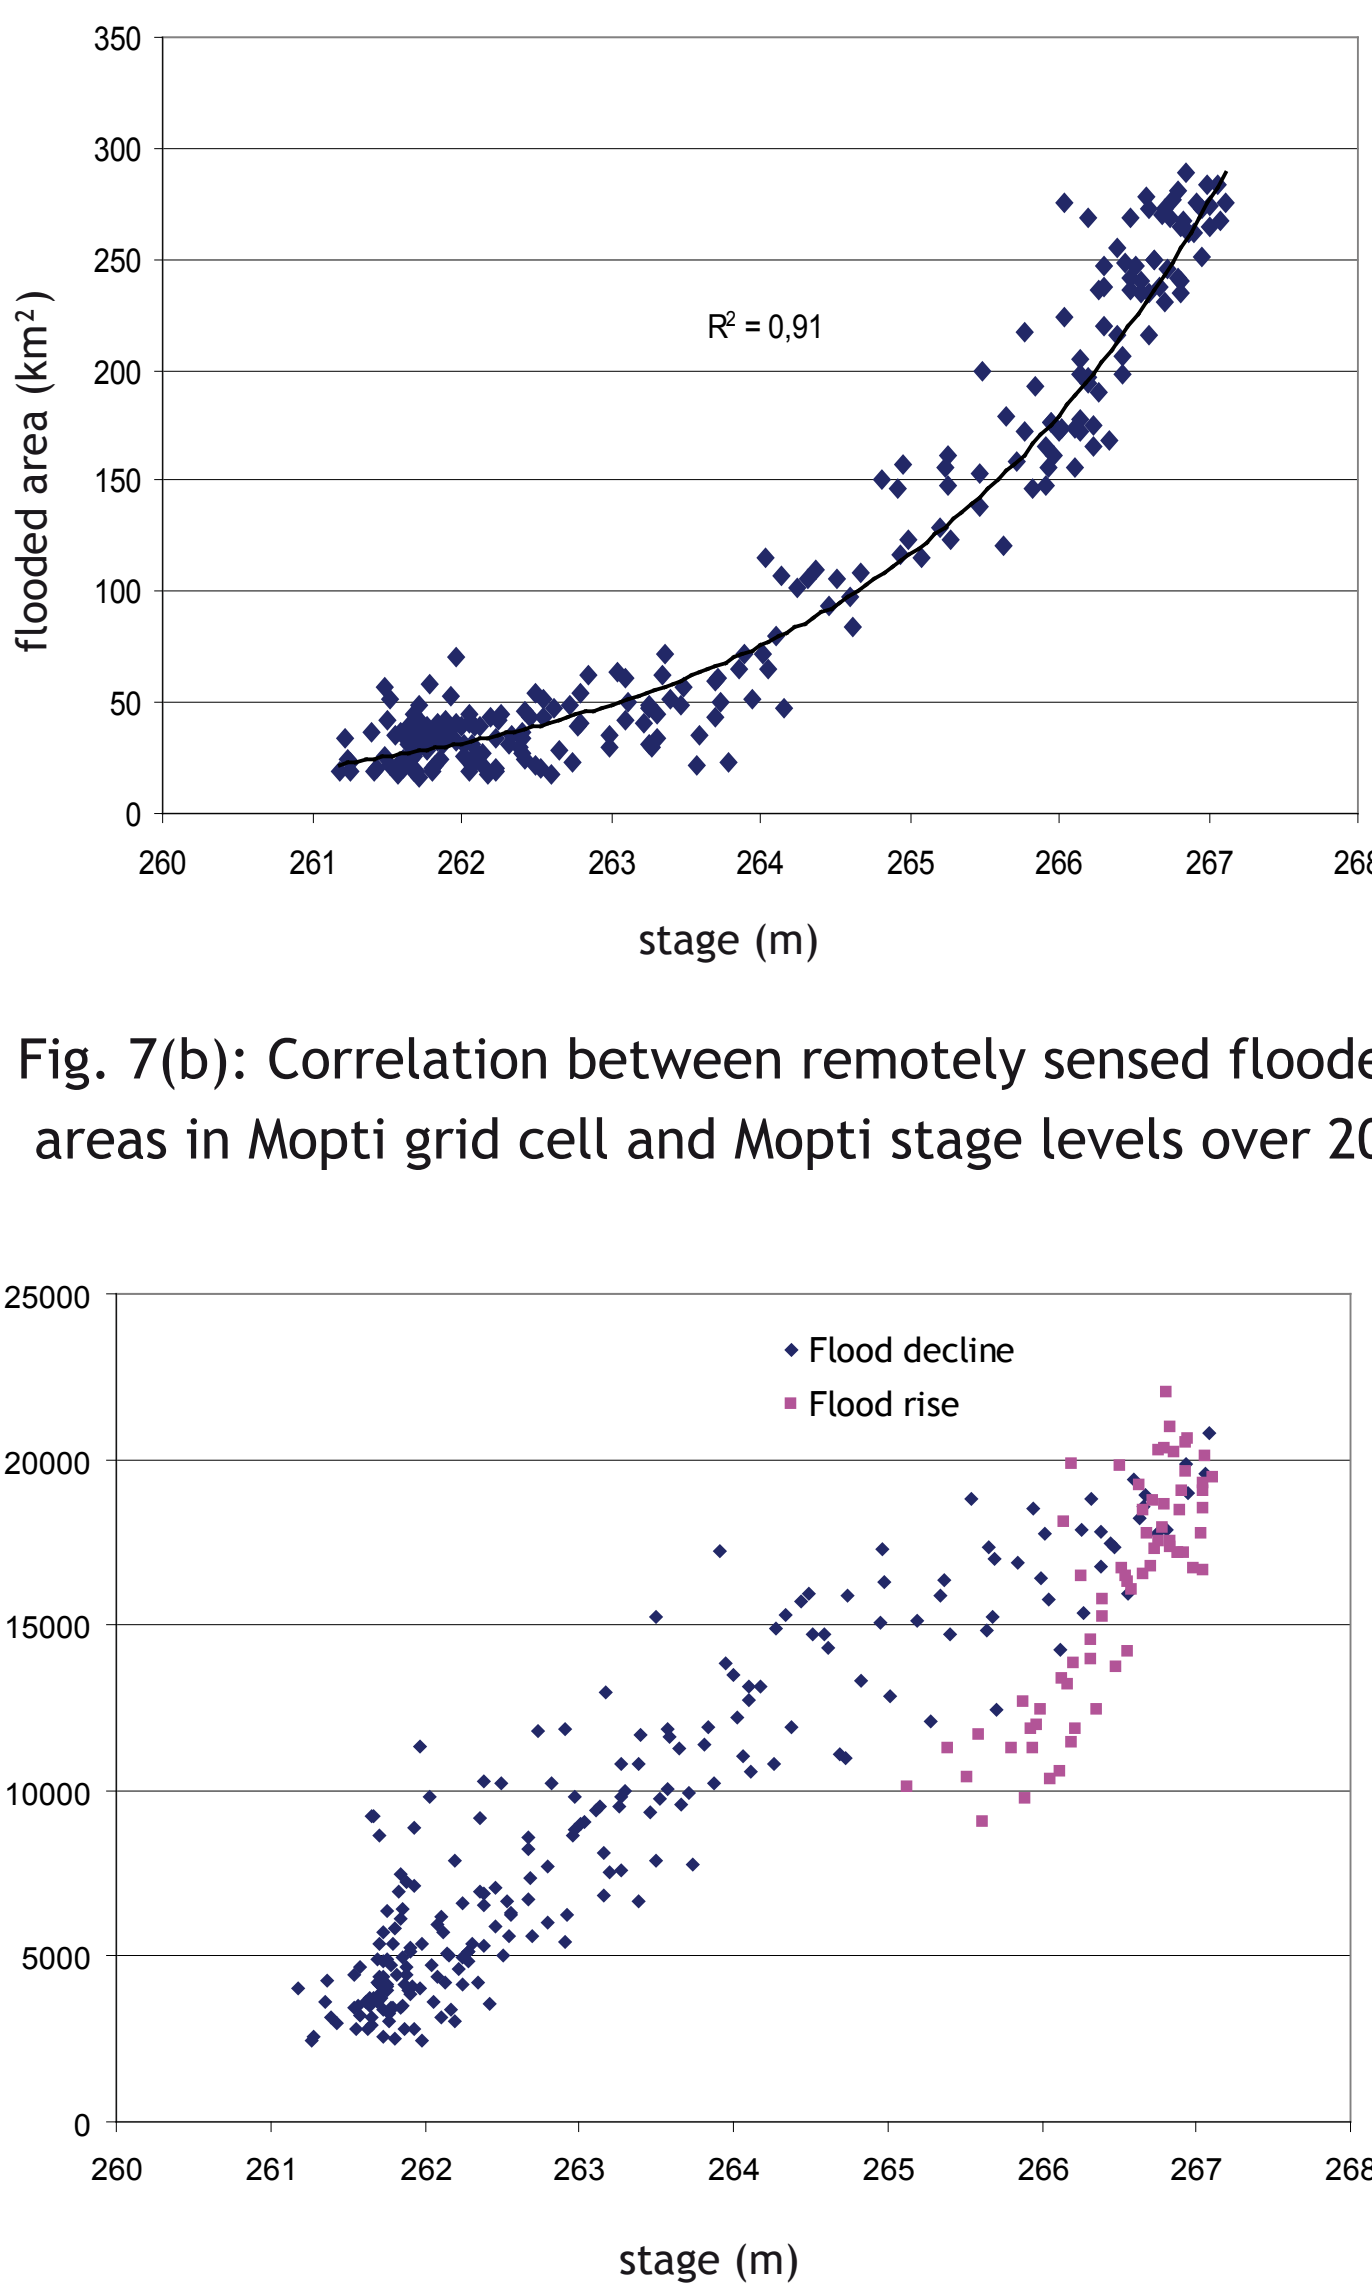 350
300
250
200
150
100
50
0
flooded area (km²)
R² = 0,91
260 261 262 263 264 265 266 267 268
stage (m)
Fig. 7(b): Correlation between remotely sensed floode
areas in Mopti grid cell and Mopti stage levels over 20
25000
20000
15000
10000
5000
0
Flood decline
Flood rise
260 261 262 263 264 265 266 267 268
stage (m)